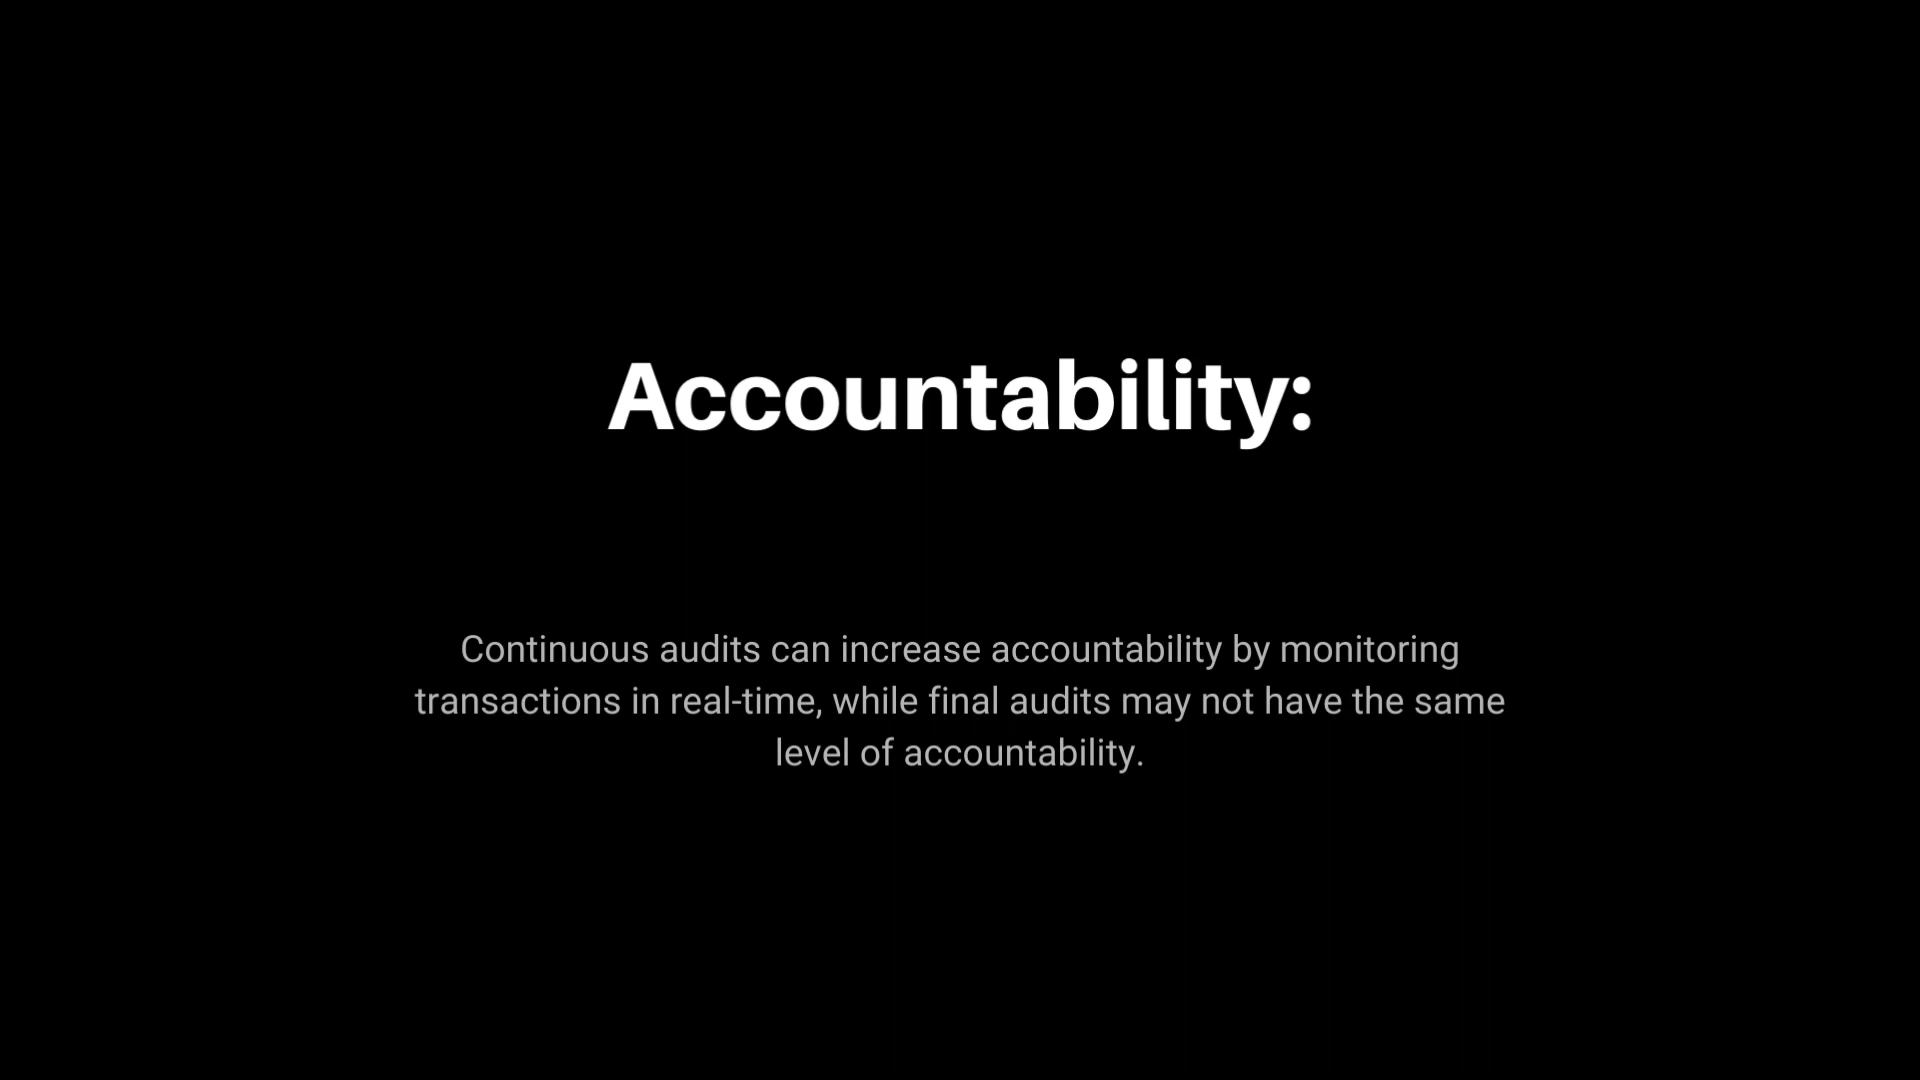 Accountability:
Continuous audits can increase accountability by monitoring
transactions in real-time, while final audits may not have the same
level of accountability.